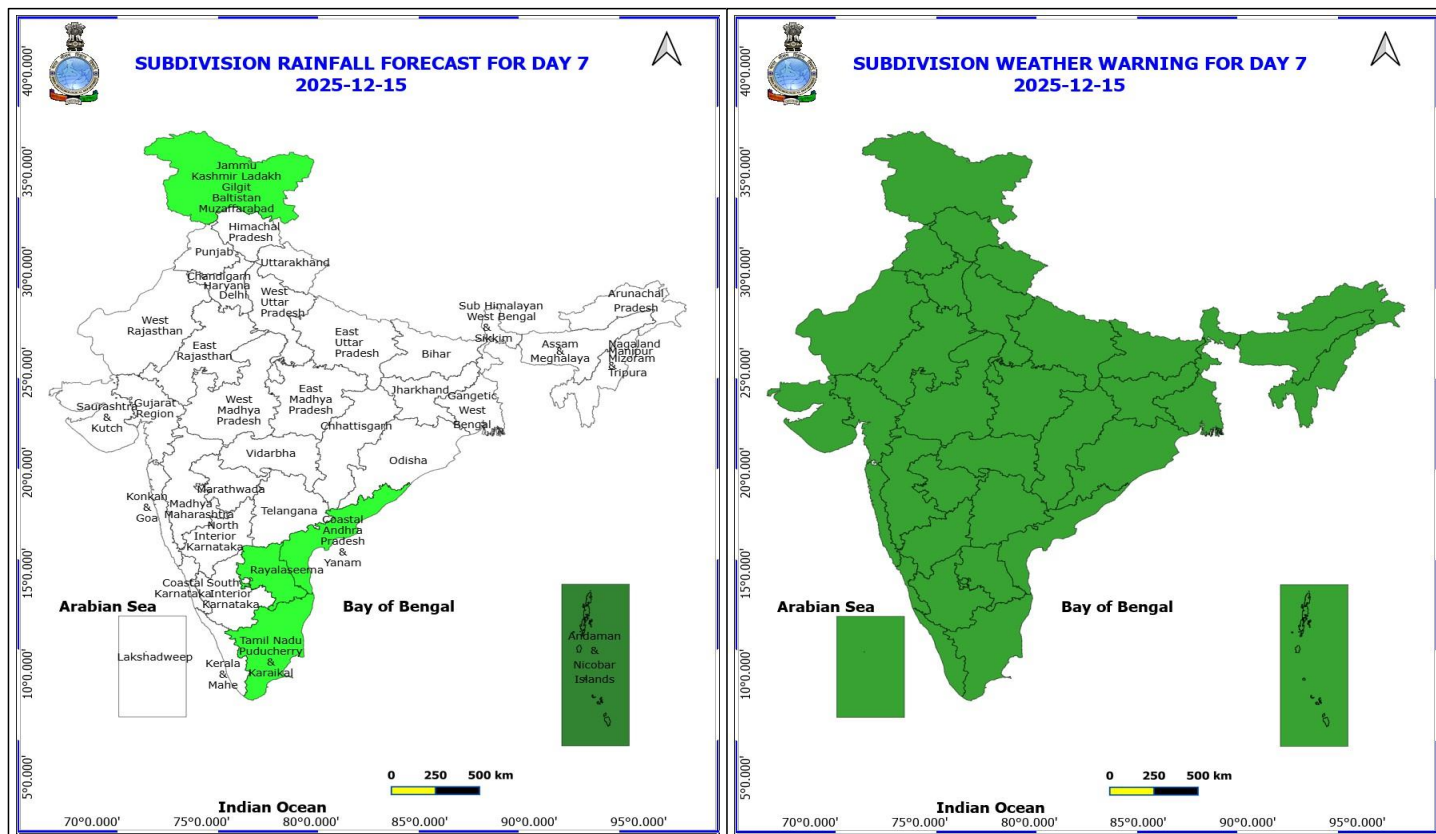 SUBDIVISION RAINFALL FORECAST FOR DAY 7
2025-12-15
40°0.000'
35°0.000'
30°0.000'
25°0.000'
20°0.000'
15°0.000'
10°0.000'
5°0.000'
Jammu
Kashmir Ladakh
Gilgit
Baltistan
Muzaffarabad
Himachal
Pradesh
Punjab
Uttarakhand
Chandigarh
Haryana
Delhi
West
Uttar
Pradesh
Arunachal
Pradesh
Sub Himalayan
West Bengal
&
Sikkim
West
Rajasthan
East
Rajasthan
East
Uttar
Pradesh
Bihar
Assam
&
Meghalaya
Nagaland
Manipur
Mizoram
&
Tripura
Jharkhand
Gangetic
West
Bengal
Saurashtra
&
Kutch
Gujarat
Region
West
Madhya
Pradesh
East
Madhya
Pradesh
Chhattisgarh
Vidarbha
Odisha
Konkan
&
Goa
Marathwada
Madhya
Maharashtra
North
Interior
Karnataka
Telangana
Coastal
Andhra
Pradesh
&
Yanam
Rayalaseema
Coastal
Karnataka
South
Interior
Karnataka
Arabian Sea
Bay of Bengal
Lakshadweep
Kerala
&
Mahe
Tamil Nadu
Puducherry
&
Karaikal
Andaman
&
Nicobar
Islands
0 250 500 km
Indian Ocean
70°0.000' 75°0.000' 80°0.000' 85°0.000' 90°0.000' 95°0.000'
SUBDIVISION WEATHER WARNING FOR DAY 7
2025-12-15
40°0.000'
35°0.000'
30°0.000'
25°0.000'
20°0.000'
15°0.000'
10°0.000'
5°0.000'
Arabian Sea
Bay of Bengal
0 250 500 km
Indian Ocean
70°0.000' 75°0.000' 80°0.000' 85°0.000' 90°0.000' 95°0.000'